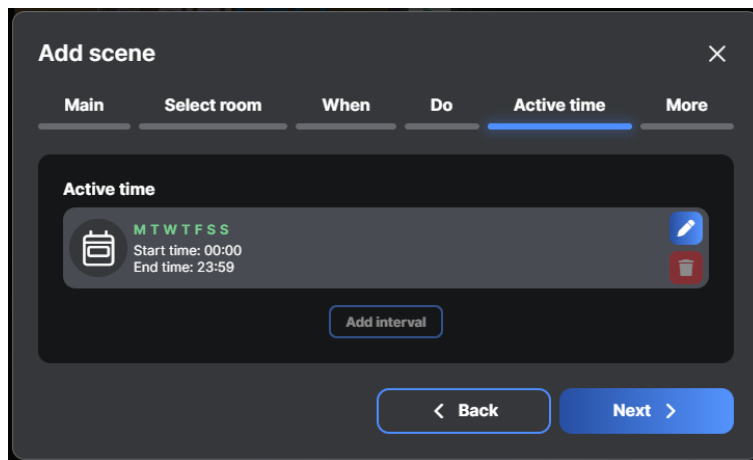 Add scene
Main Select room When Do Active time More
Active time
M T W T F S S
Start time: 00:00
End time: 23:59
Add interval
Back Next